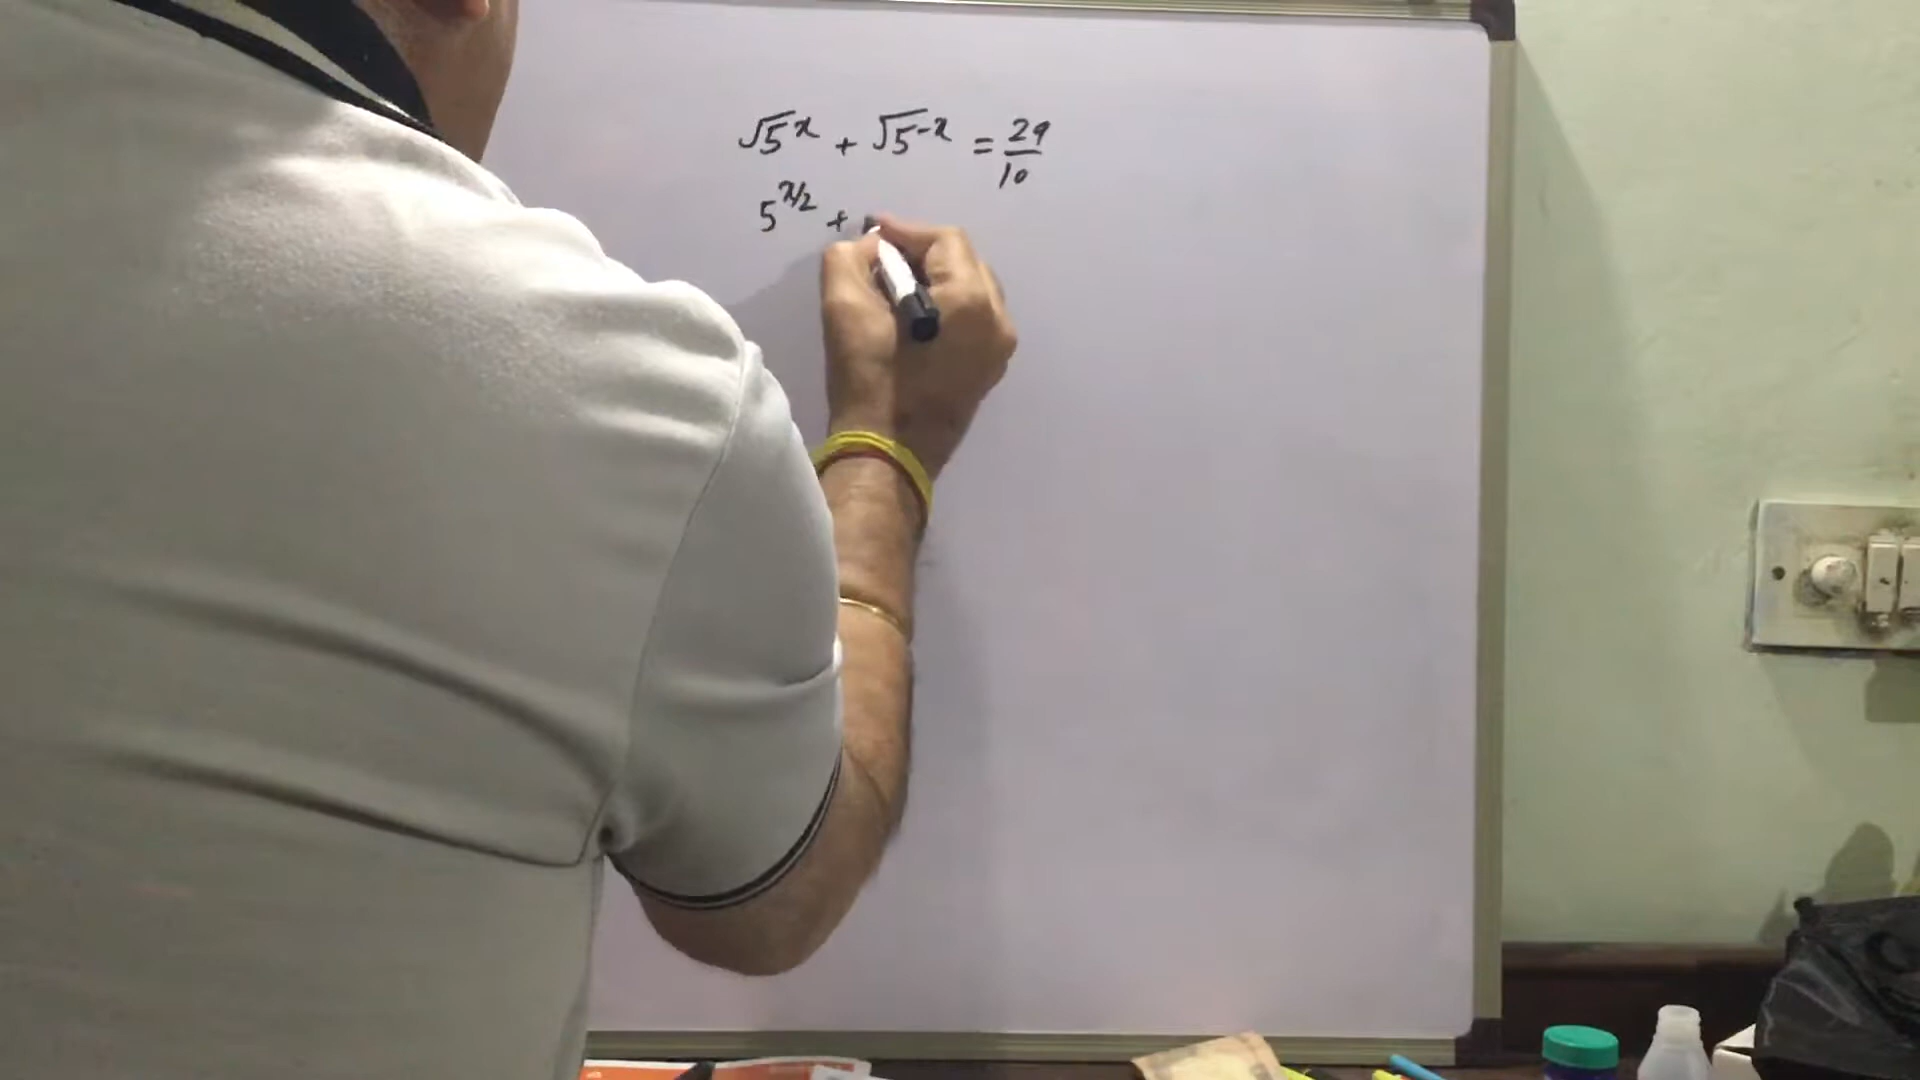 √5^x + √5^-x = 29/10
5^x/2 +